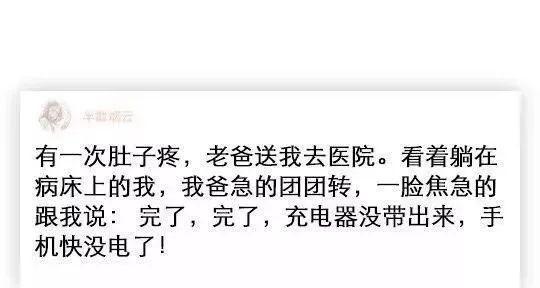 半世烟云
有一次肚子疼，老爸送我去医院。看着躺在
病床上的我，我爸急的团团转，一脸焦急的
跟我说： 完了，完了，充电器没带出来，手
机快没电了！